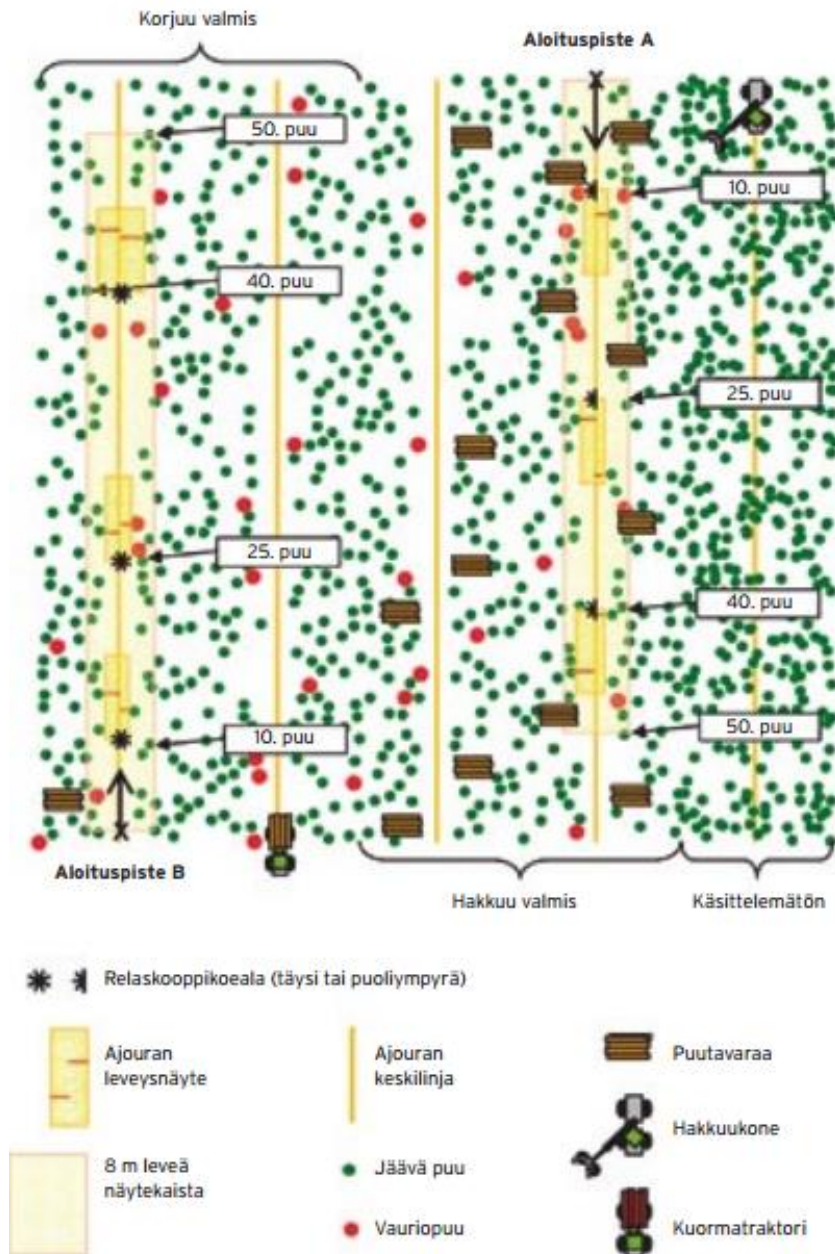 Korjuu valmis
Aloituspiste A
50. puu
10. puu
40. puu
25. puu
25. puu
40. puu
10. puu
50. puu
Aloituspiste B
Hakkuu valmis
Käsittelemätön
Relaskooppikoeala (täysi tai puoliympyrä)
Ajouran
leveysnäyte
Ajouran
keskilinja
Puutavaraa
Hakkuukone
8 m leveä
näytekaista
Jäävä puu
Vauriopuu
Kuormatraktori